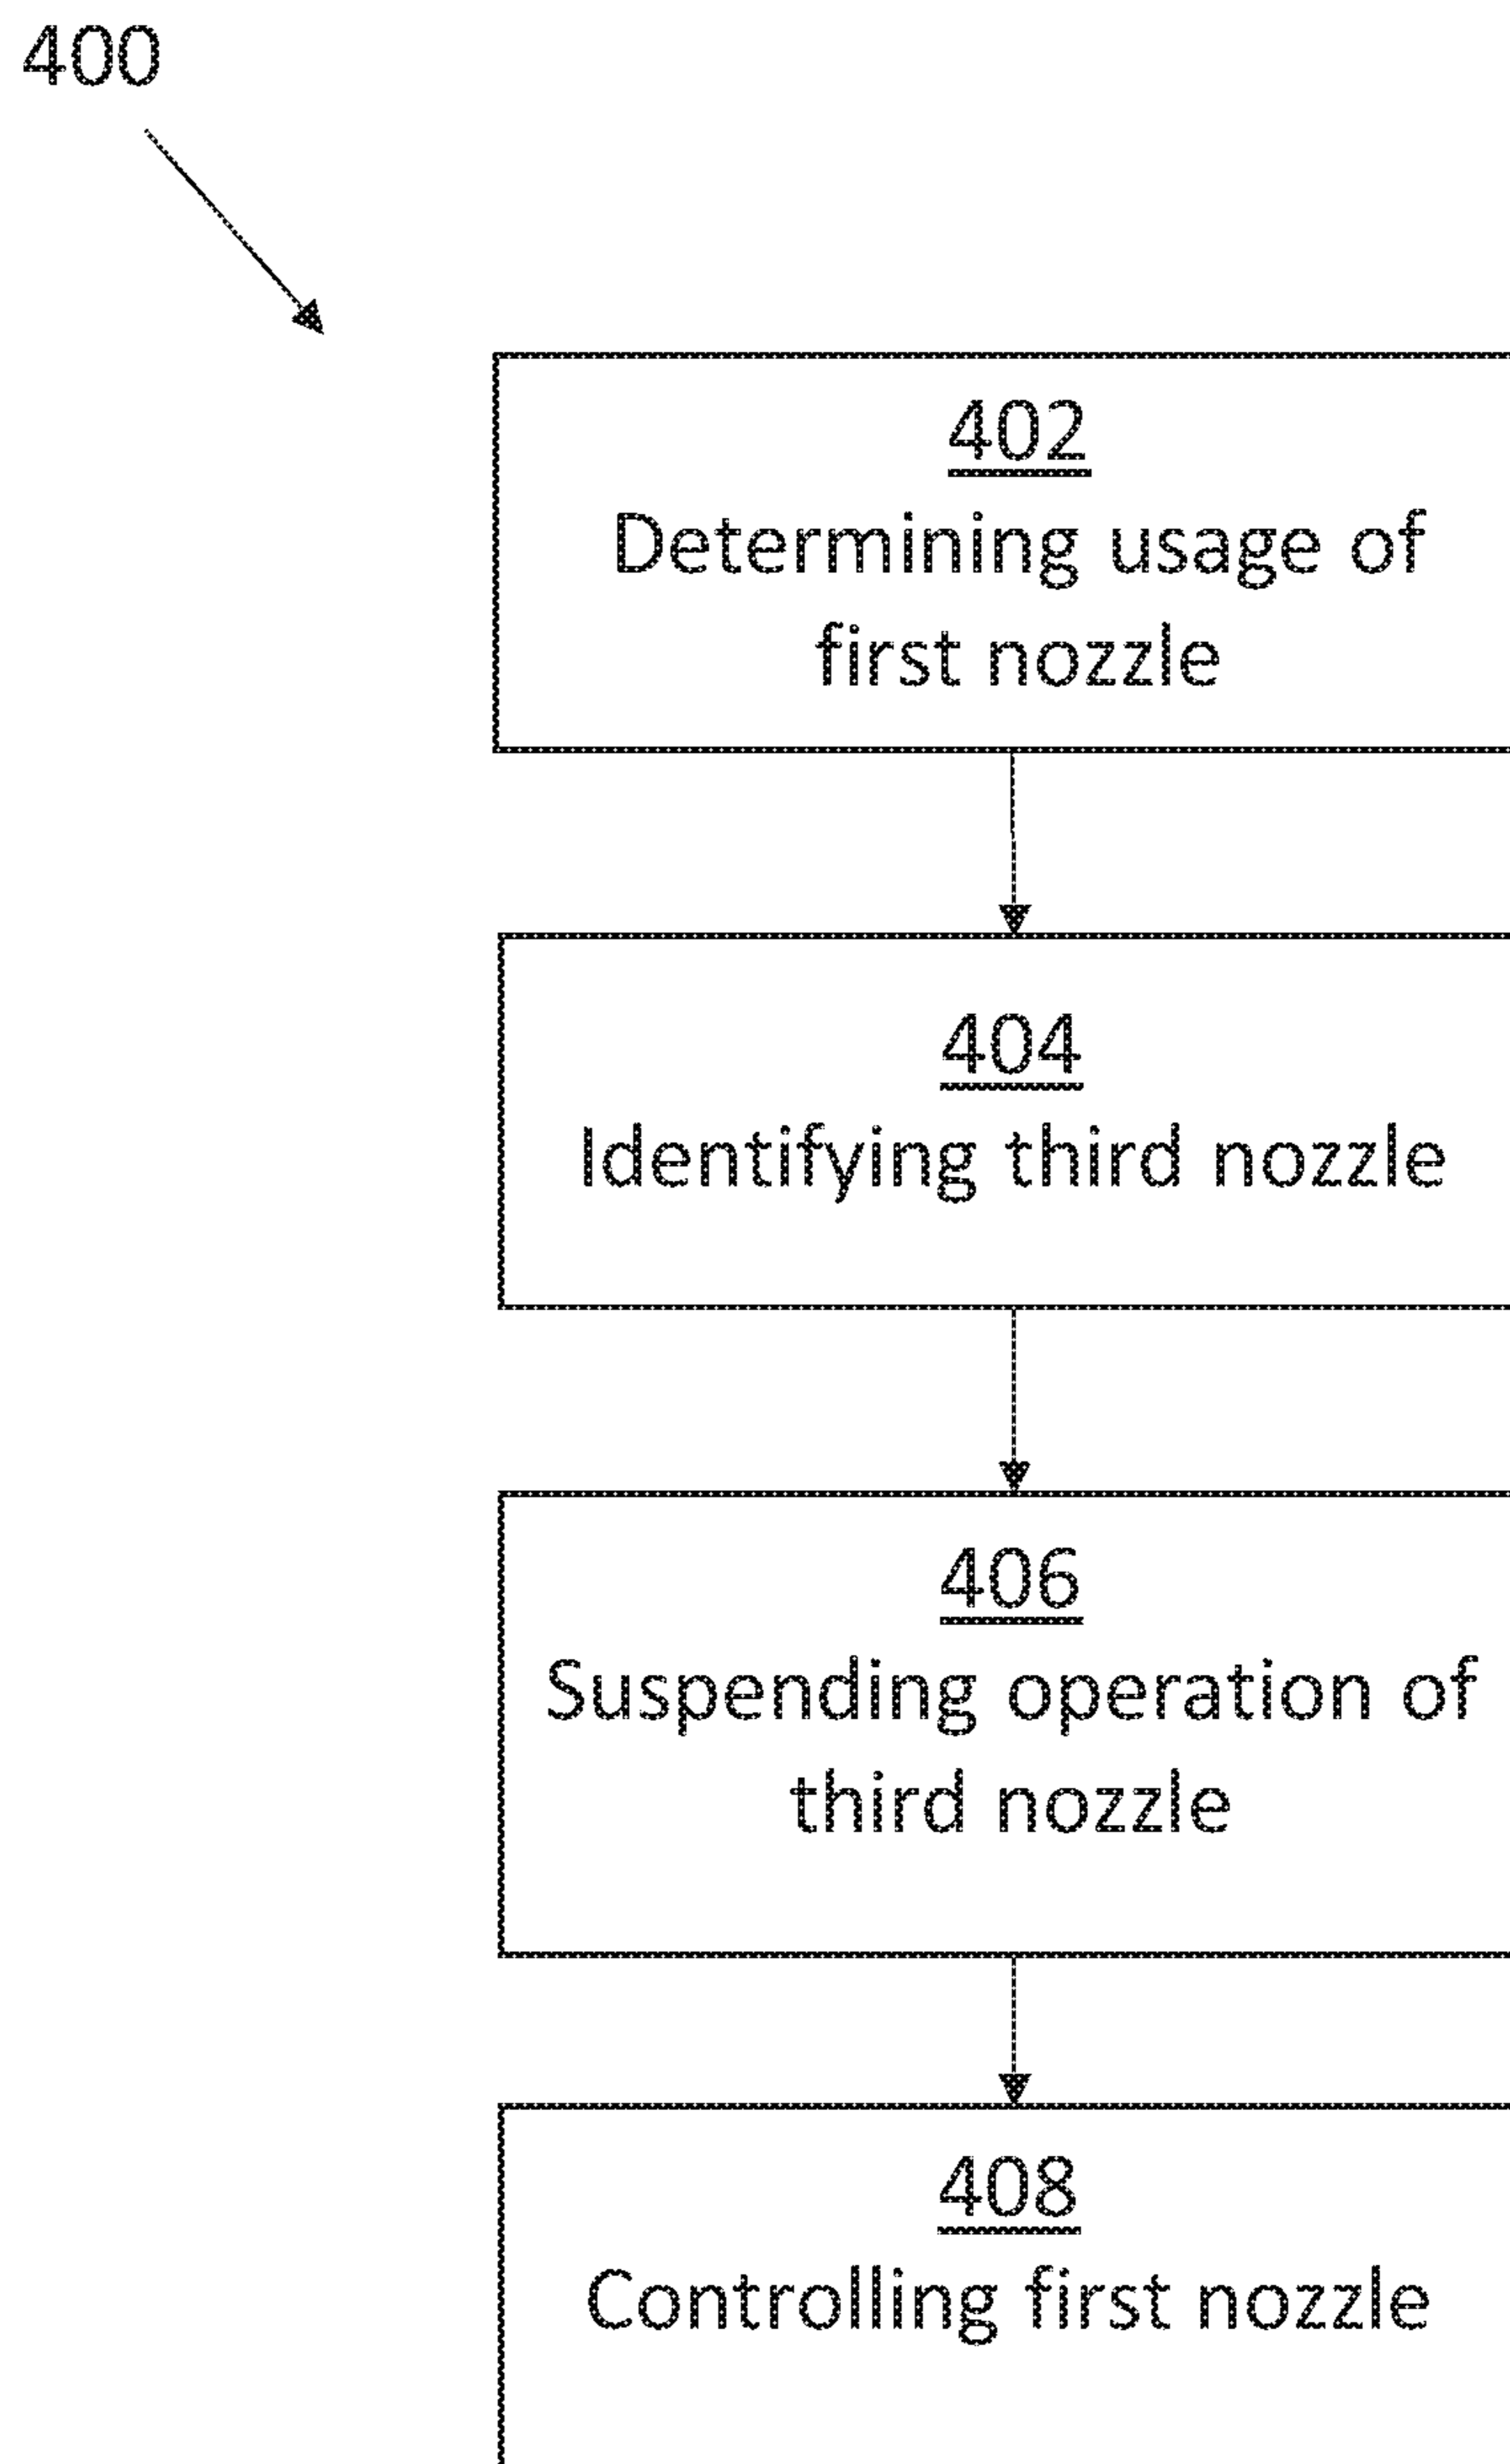 400
402
Determining usage of
first nozzle
404
Identifying third nozzle
406
Suspending operation of
third nozzle
408
Controlling first nozzle